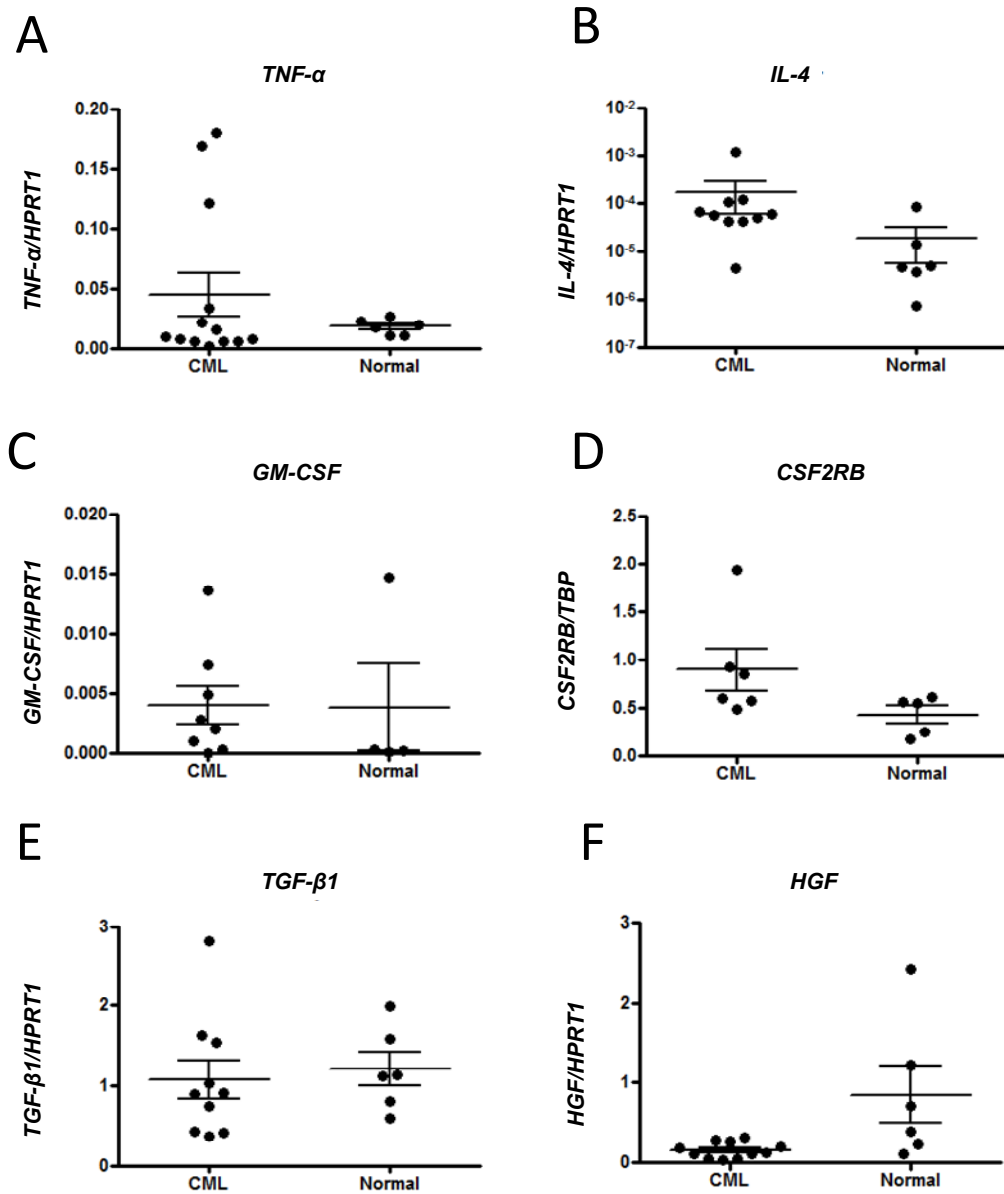 A
TNF-α
TNF-α/HPRT1
0.20
0.15
0.10
0.05
0.00
CML Normal
B
IL-4
IL-4/HPRT1
10-2
10-3
10-4
10-5
10-6
10-7
CML Normal
C
GM-CSF
GM-CSF/HPRT1
0.020
0.015
0.010
0.005
0.000
CML Normal
D
CSF2RB
CSF2RB/TBP
2.5
2.0
1.5
1.0
0.5
0.0
CML Normal
E
TGF-β1
TGF-β1/HPRT1
3
2
1
0
CML Normal
F
HGF
HGF/HPRT1
3
2
1
0
CML Normal